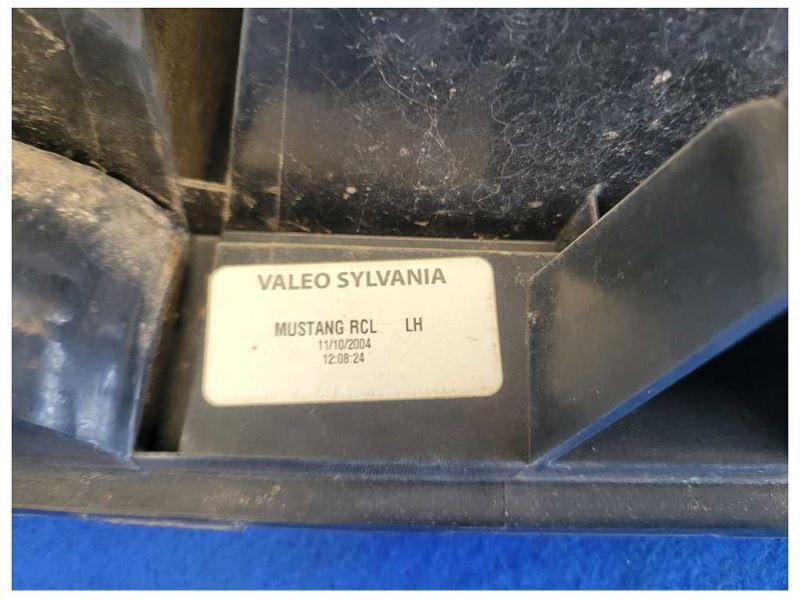 VALEO SYLVANIA
MUSTANG RCL LH
11/10/2004
12:08:24